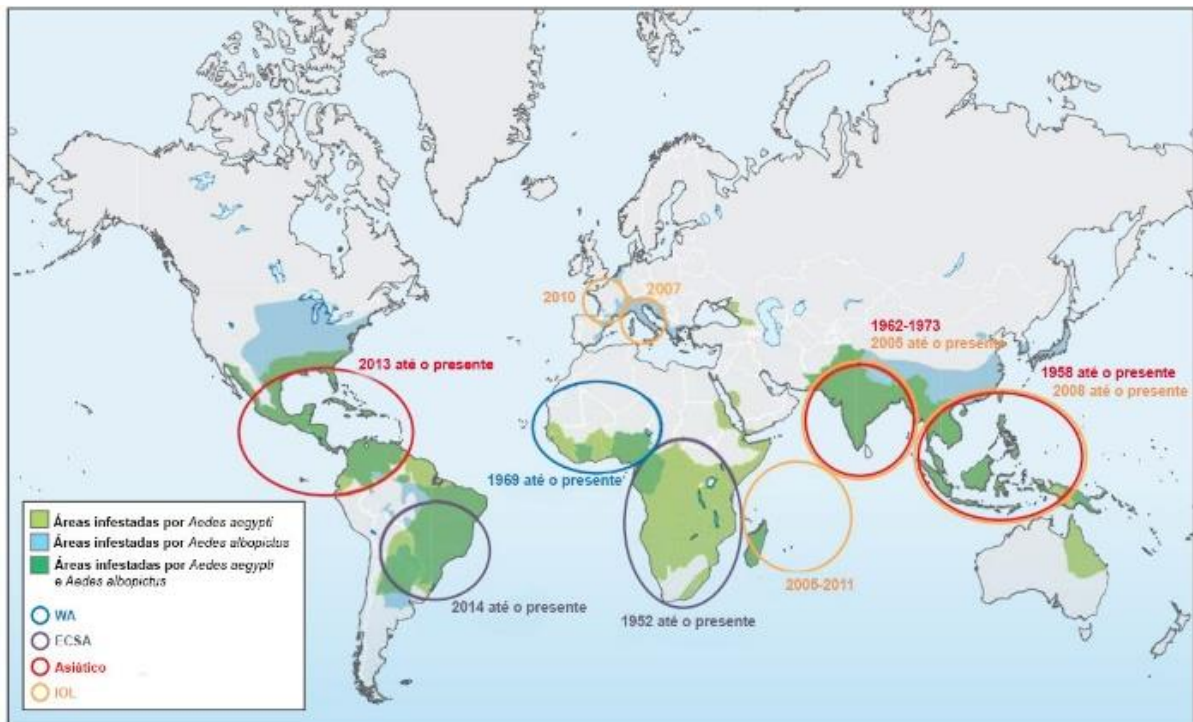 2010
2007
1962-1973
2005 até o presente
2013 até o presente
1958 até o presente
2008 até o presente
1969 até o presente
2005-2011
2014 até o presente
1952 até o presente
Áreas infestadas por Aedes aegypti
Áreas infestadas por Aedes albopictus
Áreas infestadas por Aedes aegypti
e Aedes albopictus
WA
ECSA
Asiático
IOL